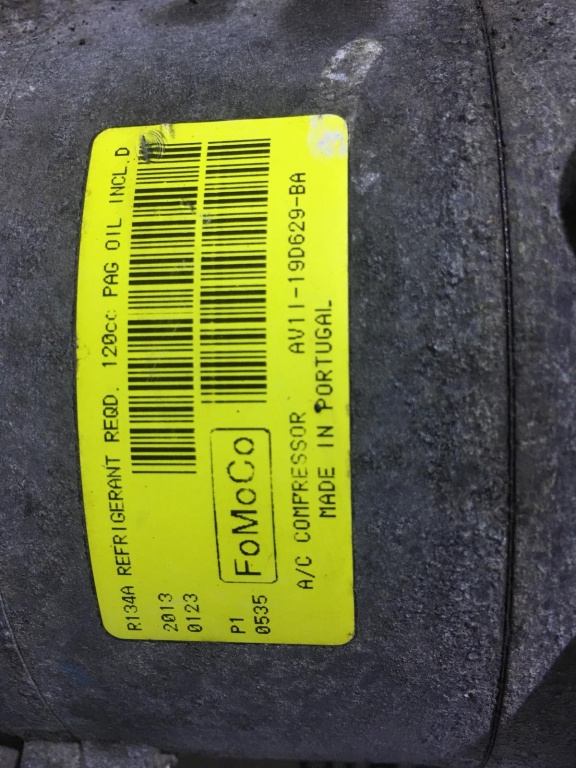 R134A REFRIGERANT REQD. 120cc PAG OIL INCL.D
2013
0123
P1
0535
FoMoCo
A/C COMPRESSOR AV11-19D629-BA
MADE IN PORTUGAL